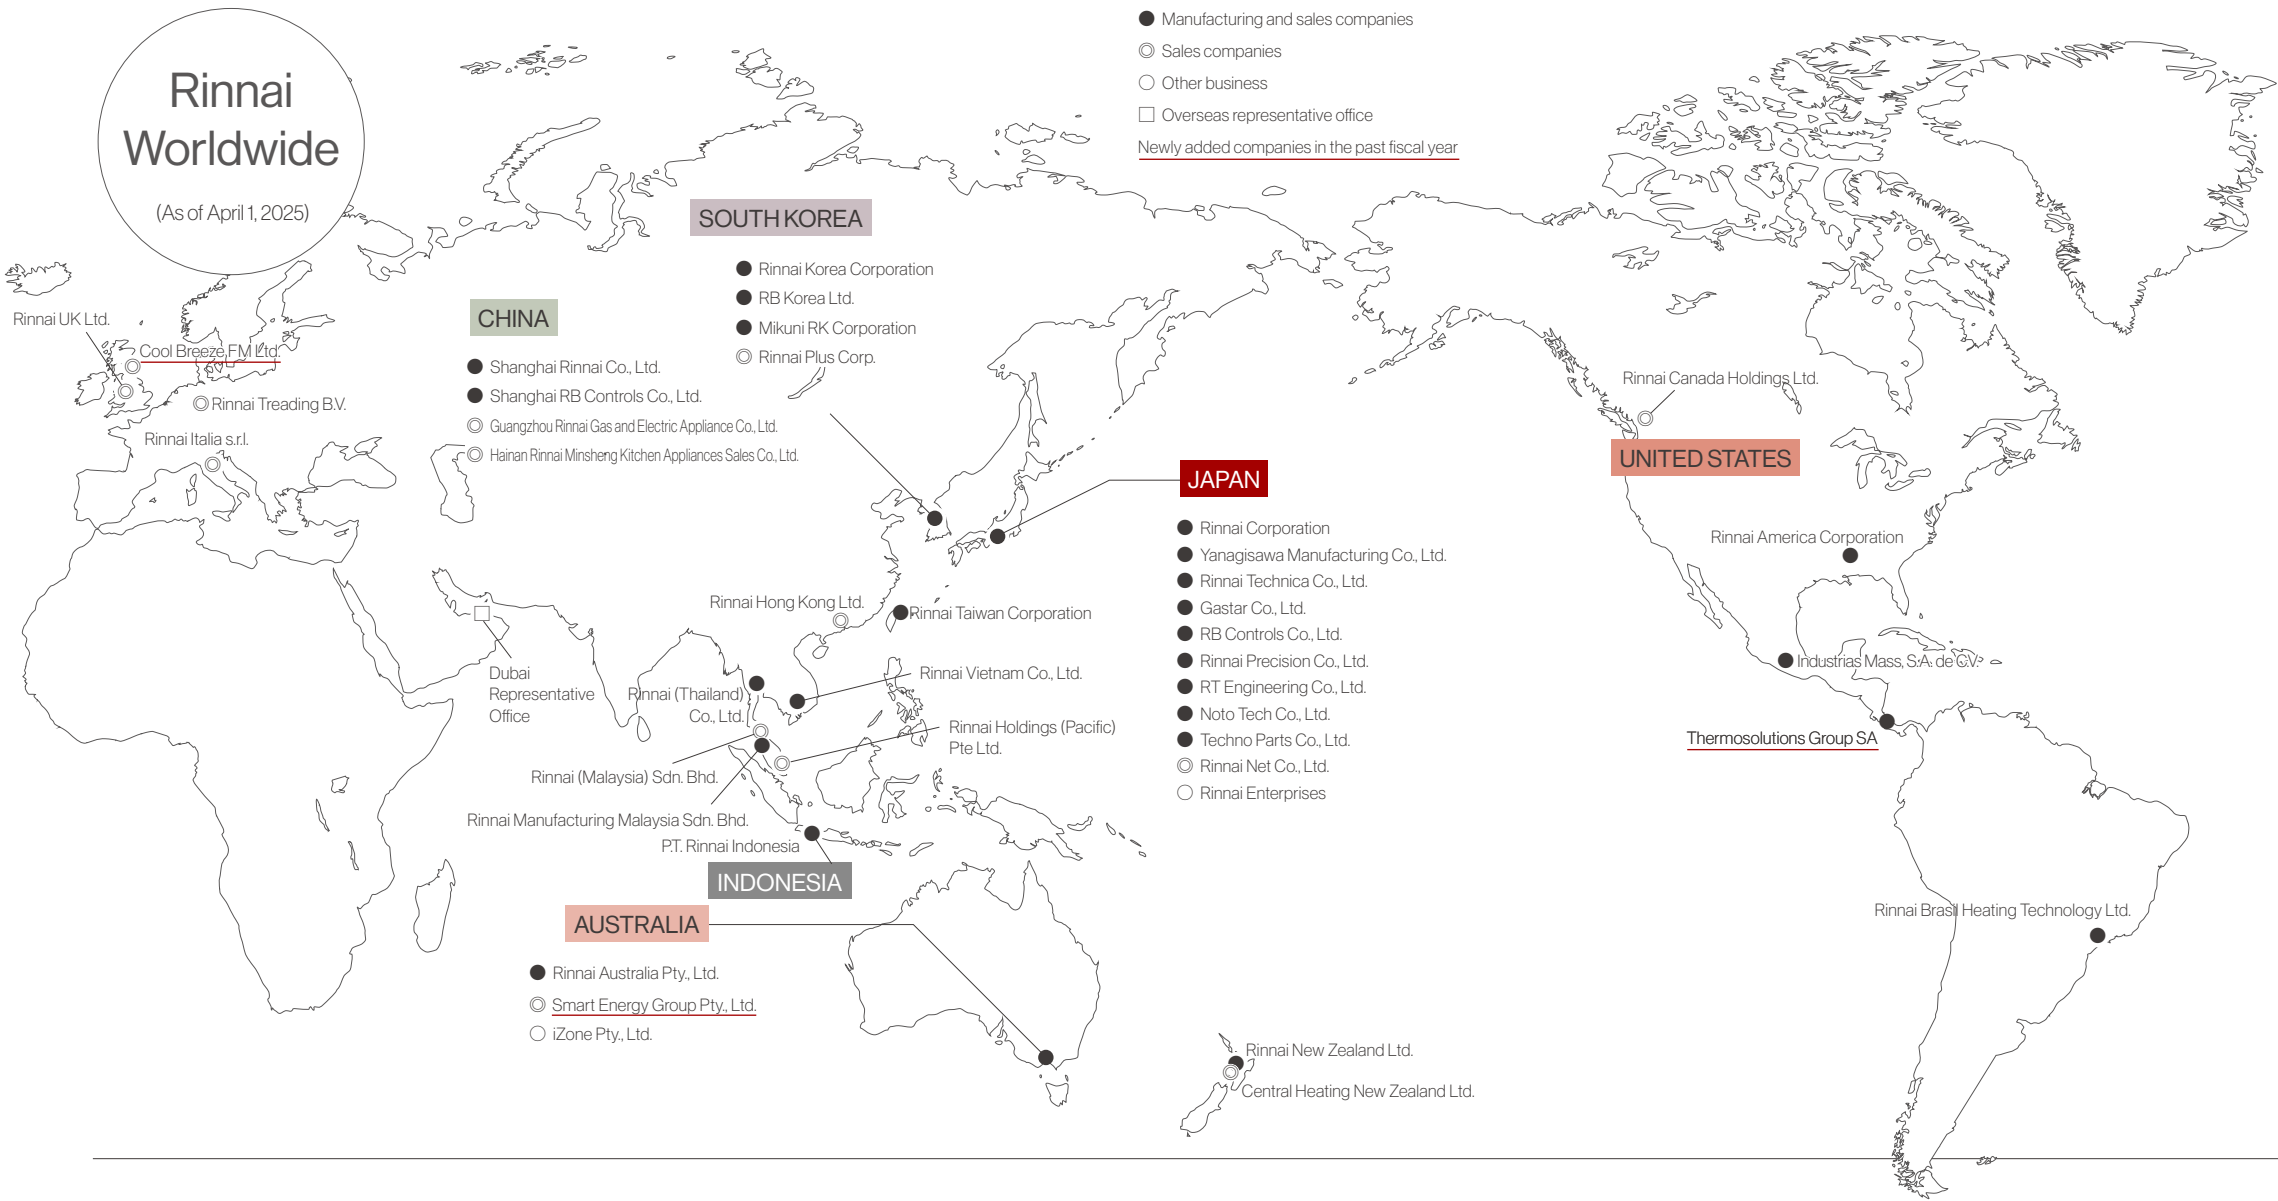 Rinnai
Worldwide
(As of April 1, 2025)
Manufacturing and sales companies
Sales companies
Other business
Overseas representative office
Newly added companies in the past fiscal year
SOUTH KOREA
Rinnai Korea Corporation
RB Korea Ltd.
Mikuni RK Corporation
Rinnai Plus Corp.
CHINA
Shanghai Rinnai Co., Ltd.
Shanghai RB Controls Co., Ltd.
Guangzhou Rinnai Gas and Electric Appliance Co., Ltd.
Hainan Rinnai Minsheng Kitchen Appliances Sales Co., Ltd.
Rinnai UK Ltd.
Cool Breeze FM Ltd.
Rinnai Treading B.V.
Rinnai Italia s.r.l.
JAPAN
Rinnai Corporation
Yanagisawa Manufacturing Co., Ltd.
Rinnai Technica Co., Ltd.
Gastar Co., Ltd.
RB Controls Co., Ltd.
Rinnai Precision Co., Ltd.
RT Engineering Co., Ltd.
Noto Tech Co., Ltd.
Techno Parts Co., Ltd.
Rinnai Net Co., Ltd.
Rinnai Enterprises
Rinnai Canada Holdings Ltd.
UNITED STATES
Rinnai America Corporation
Industrias Mass, S.A. de C.V.
Thermosolutions Group SA
Rinnai Brasil Heating Technology Ltd.
Rinnai Hong Kong Ltd.
Rinnai Taiwan Corporation
Dubai
Representative
Office
Rinnai (Thailand)
Co., Ltd.
Rinnai Vietnam Co., Ltd.
Rinnai Holdings (Pacific)
Pte Ltd.
Rinnai (Malaysia) Sdn. Bhd.
Rinnai Manufacturing Malaysia Sdn. Bhd.
P.T. Rinnai Indonesia
INDONESIA
AUSTRALIA
Rinnai Australia Pty., Ltd.
Smart Energy Group Pty., Ltd.
iZone Pty., Ltd.
Rinnai New Zealand Ltd.
Central Heating New Zealand Ltd.